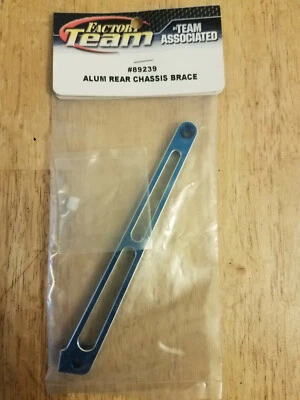 FACTORY
Team
TEAM
ASSOCIATED
#89239
ALUM REAR CHASSIS BRACE